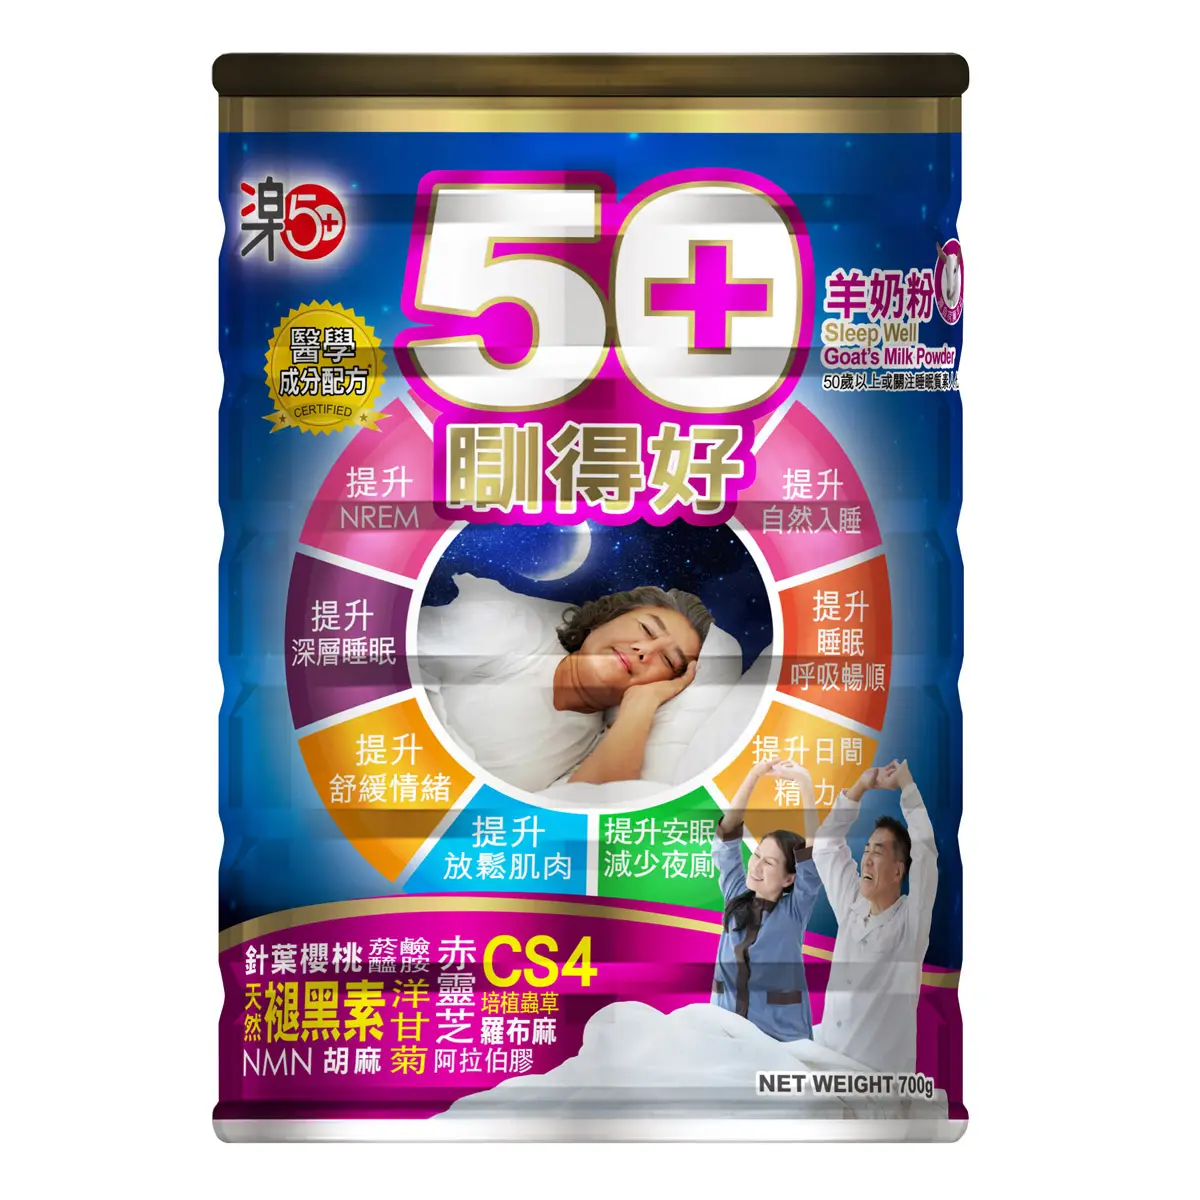 湶5+
50+
瞓得好
羊奶粉
Sleep Well
Goat's Milk Powder
50歲以上或關注睡眠質素人
醫學
成分配方
CERTIFIED
提升
NREM
提升
自然入睡
提升
深層睡眠
提升
睡眠
呼吸暢順
提升
舒緩情緒
提升日間
精力
提升
放鬆肌肉
提升安眠
減少夜廁
針葉櫻桃
菸鹼
醯胺
赤靈芝
CS4
培植蟲草
天然
褪黑素
洋甘菊
羅布麻
NMN
胡麻
阿拉伯膠
NET WEIGHT 700g